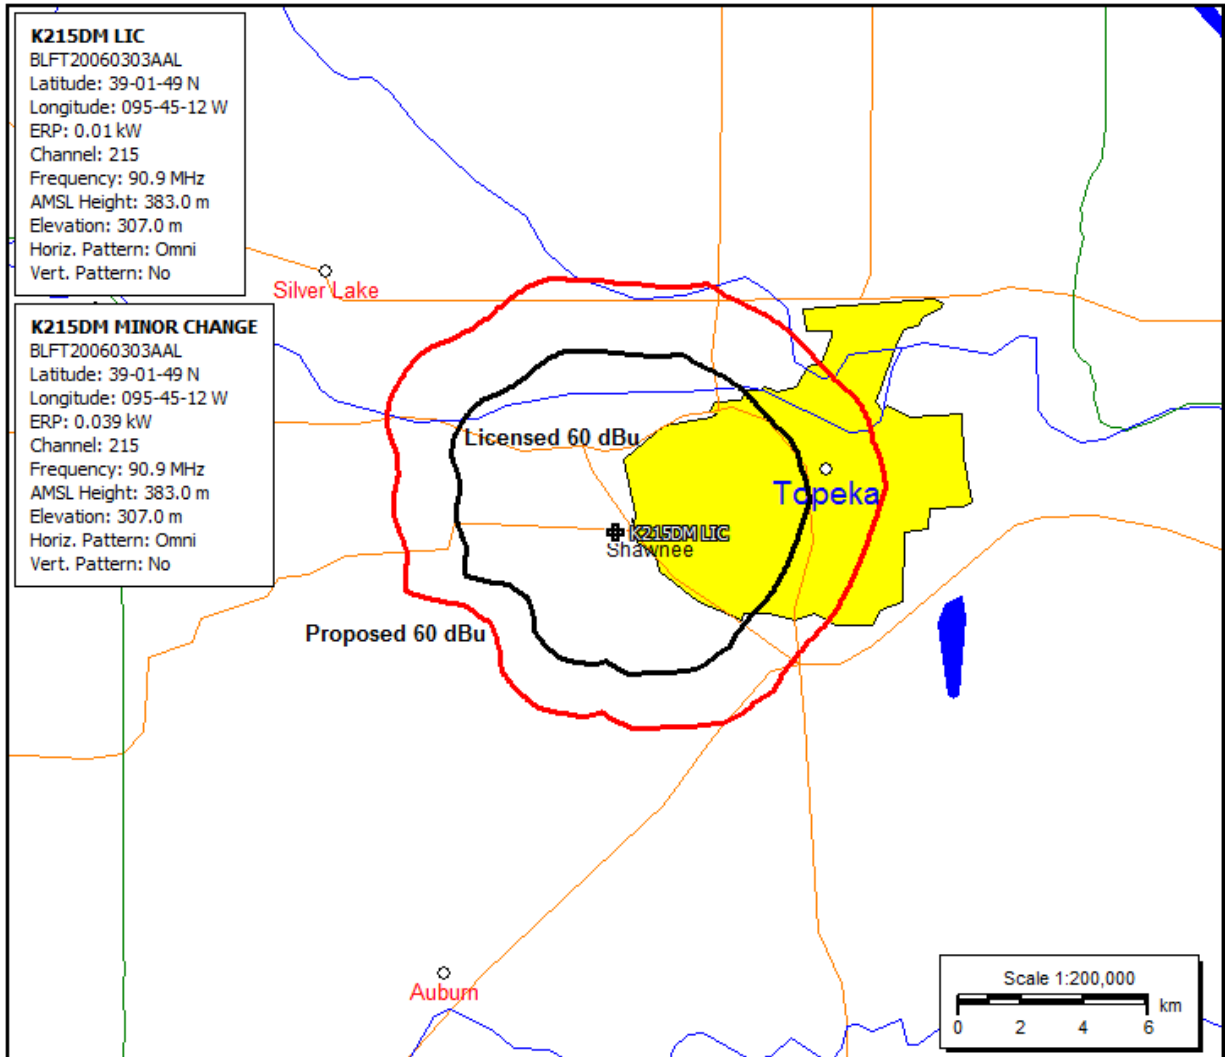 K215DM LIC
BLFT20060303AAL
Latitude: 39-01-49 N
Longitude: 095-45-12 W
ERP: 0.01 kW
Channel: 215
Frequency: 90.9 MHz
AMSL Height: 383.0 m
Elevation: 307.0 m
Horiz. Pattern: Omni
Vert. Pattern: No
Silver Lake
K215DM MINOR CHANGE
BLFT20060303AAL
Latitude: 39-01-49 N
Longitude: 095-45-12 W
ERP: 0.039 kW
Channel: 215
Frequency: 90.9 MHz
AMSL Height: 383.0 m
Elevation: 307.0 m
Horiz. Pattern: Omni
Vert. Pattern: No
Licensed 60 dBu
Topeka
K215DM LIC
Shawnee
Proposed 60 dBu
Auburn
Scale 1:200,000
km
0 2 4 6